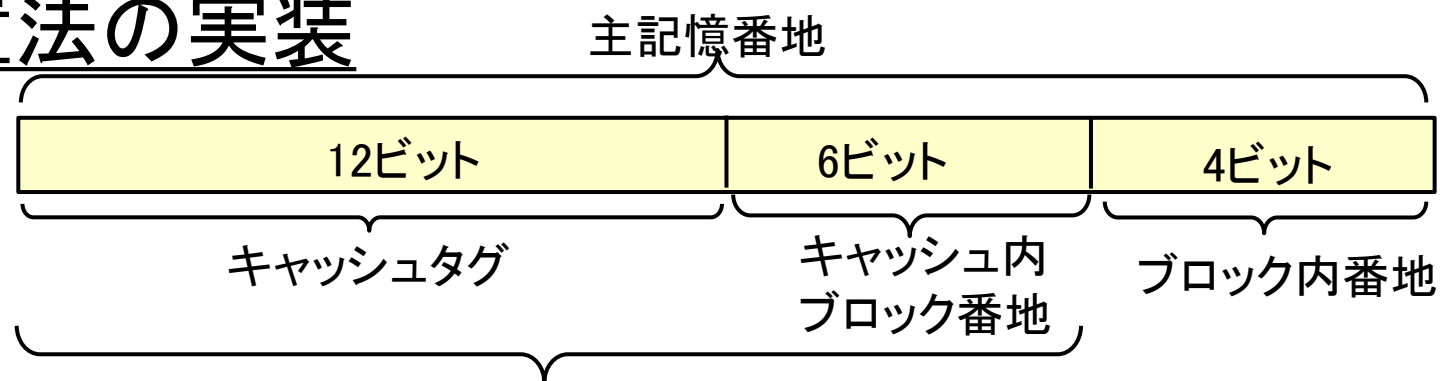 法の実装
主記憶番地
12ビット
6ビット
4ビット
キャッシュタグ
キャッシュ内
ブロック番地
ブロック内番地